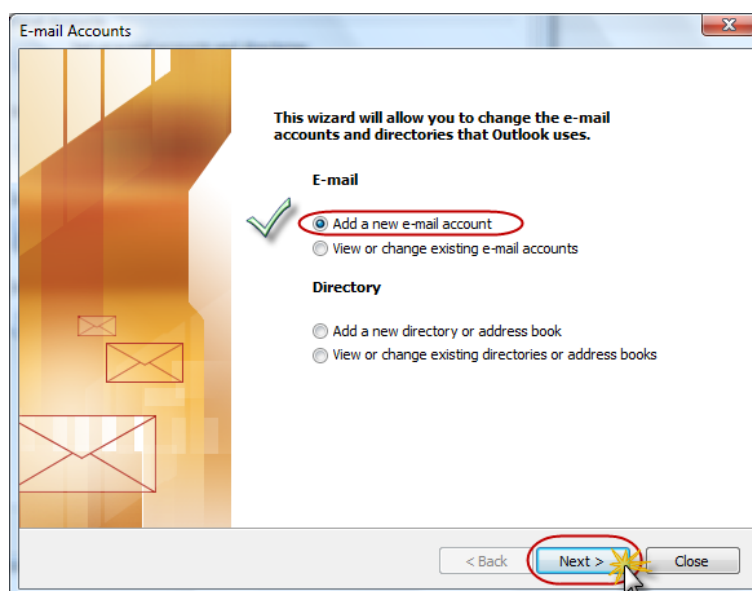 E-mail Accounts
This wizard will allow you to change the e-mail
accounts and directories that Outlook uses.
E-mail
Add a new e-mail account
View or change existing e-mail accounts
Directory
Add a new directory or address book
View or change existing directories or address books
< Back
Next >
Close